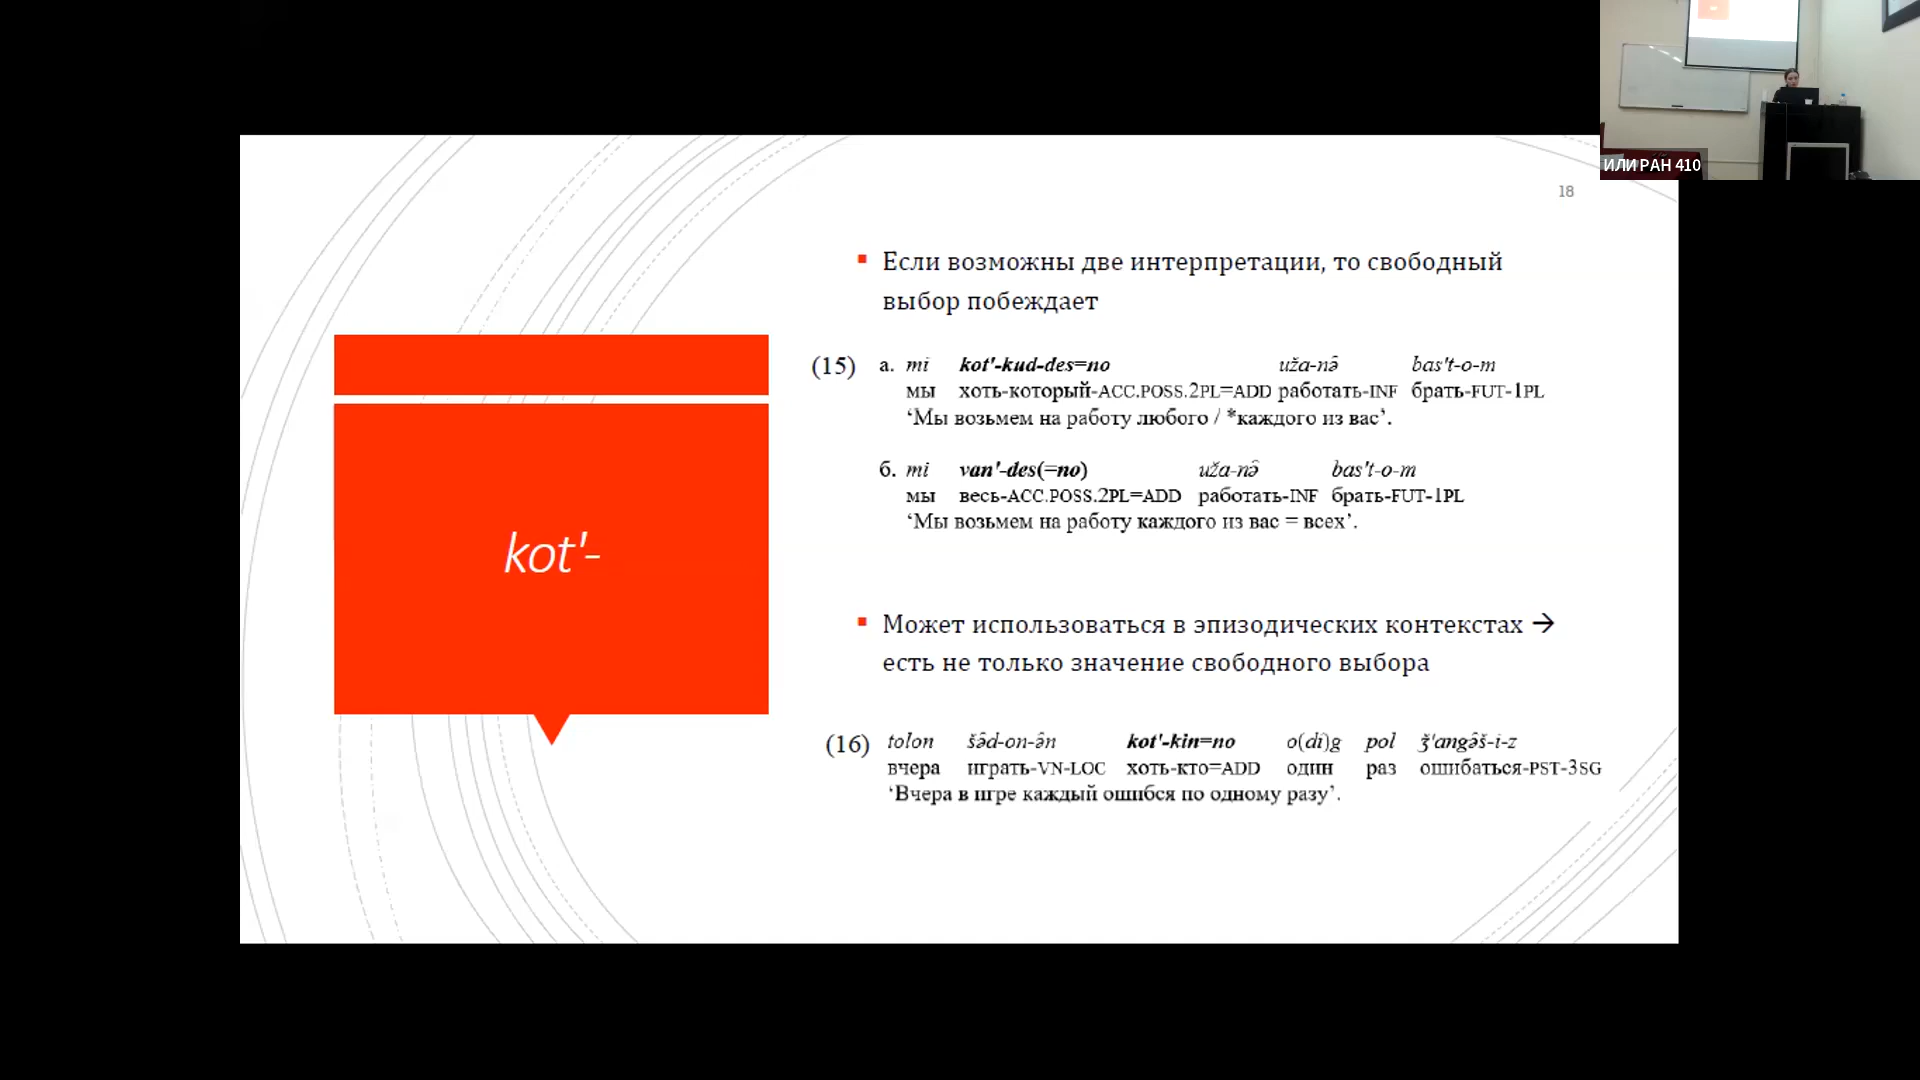 ИЛИ РАН 410
18
kot'-
▪ Если возможны две интерпретации, то свободный
выбор побеждает
(15) а. mi kot'-kud-des=no uža-nə̑ bas't-o-m
мы хоть-который-ACC.POSS.2PL=ADD работать-INF брать-FUT-1PL
‘Мы возьмем на работу любого / *каждого из вас’.
б. mi van'-des(=no) uža-nə̑ bas't-o-m
мы весь-ACC.POSS.2PL=ADD работать-INF брать-FUT-1PL
‘Мы возьмем на работу каждого из вас = всех’.
▪ Может использоваться в эпизодических контекстах →
есть не только значение свободного выбора
(16) tolon šə̑d-on-ə̑n kot'-kin=no o(di)g pol ǯ'angə̑š-i-z
вчера играть-VN-LOC хоть-кто=ADD один раз ошибаться-PST-3SG
‘Вчера в игре каждый ошибся по одному разу’.